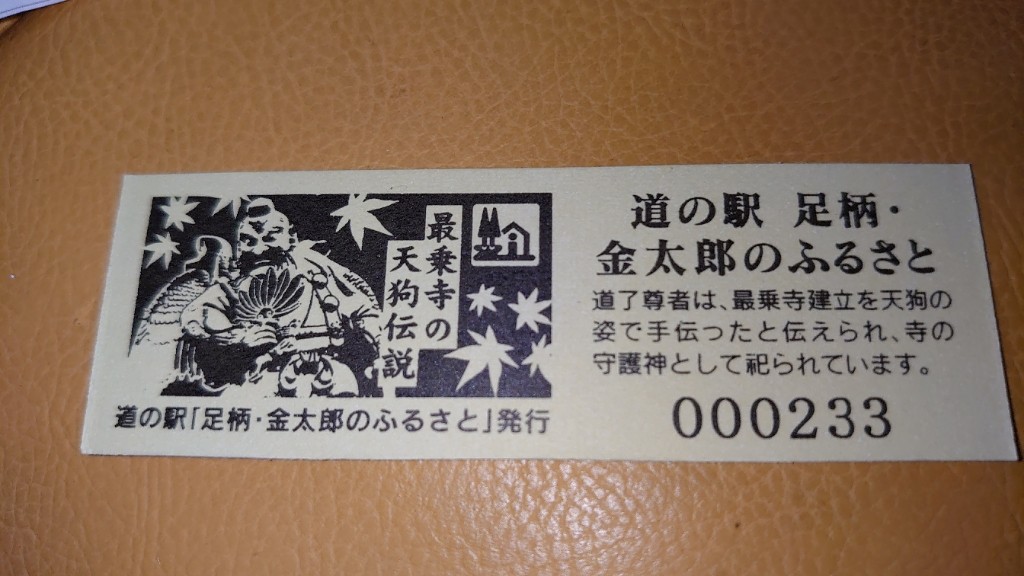 最乗寺の
天狗伝説
道の駅「足柄・金太郎のふるさと」発行
道の駅 足柄・
金太郎のふるさと
道了尊者は、最乗寺建立を天狗の
姿で手伝ったと伝えられ、寺の
守護神として祀られています。
000233